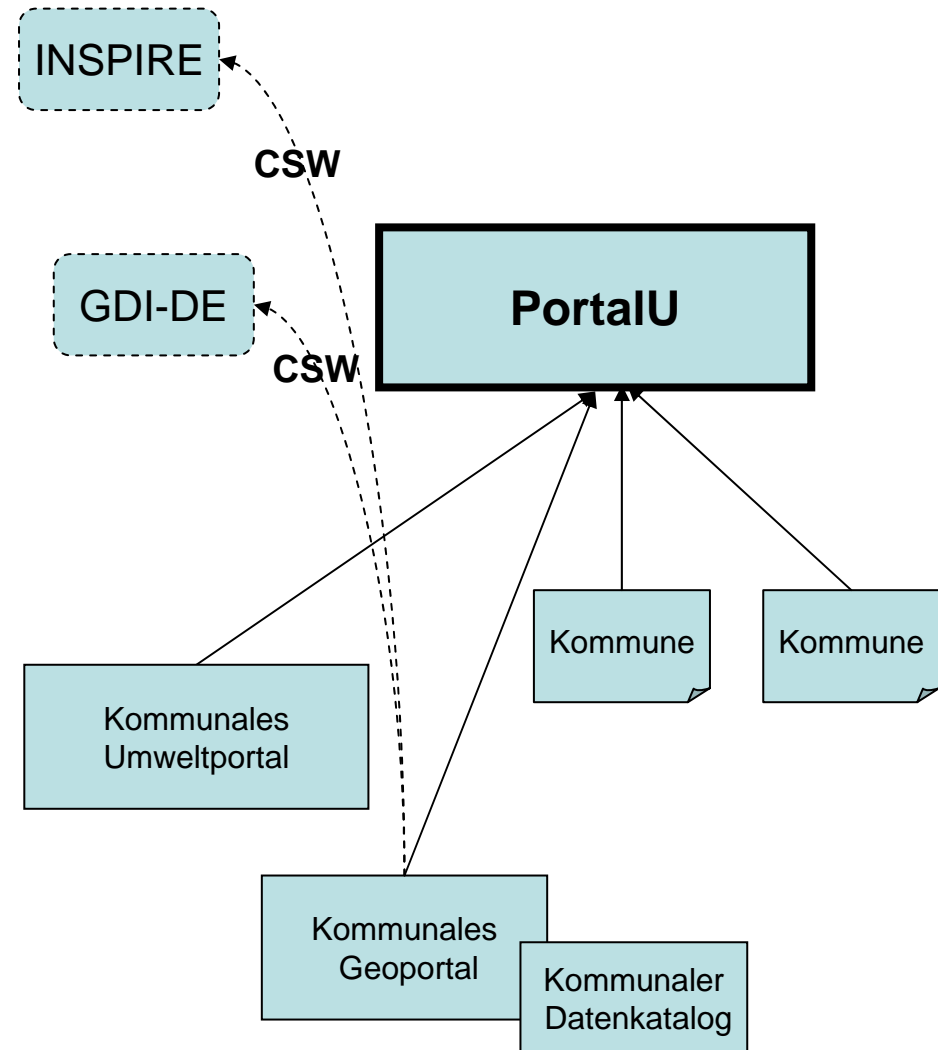 INSPIRE
CSW
PortalU
GDI-DE
CSW
Kommune
Kommune
Kommunales
Umweltportal
Kommunales
Geoportal
Kommunaler
Datenkatalog